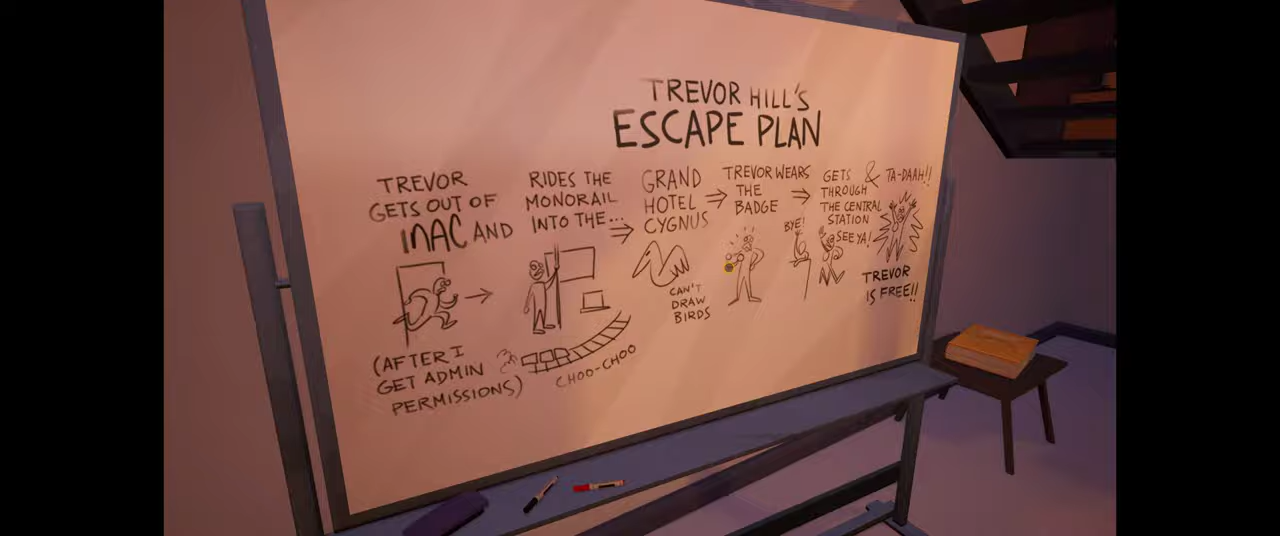 TREVOR HILL'S
ESCAPE PLAN
TREVOR
GETS OUT OF
INAC AND
(AFTER I
GET ADMIN
PERMISSIONS)
RIDES THE
MONORAIL
INTO THE...
CHOO-CHOO
GRAND
HOTEL
CYGNUS
CAN'T
DRAW
BIRDS
TREVOR WEARS
THE
BADGE
GETS
THROUGH
THE CENTRAL
STATION
BYE!
SEE YA!
& TA-DAAH!!
TREVOR
IS FREE!!